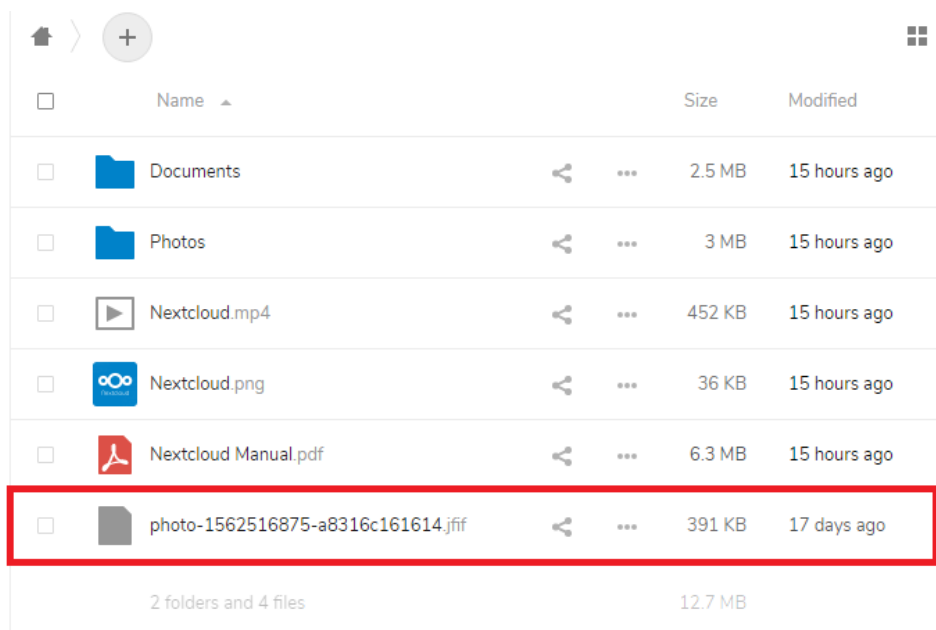 Name Size Modified
Documents 2.5 MB 15 hours ago
Photos 3 MB 15 hours ago
Nextcloud.mp4 452 KB 15 hours ago
Nextcloud.png 36 KB 15 hours ago
Nextcloud Manual.pdf 6.3 MB 15 hours ago
photo-1562516875-a8316c161614.jfif 391 KB 17 days ago
2 folders and 4 files 12.7 MB